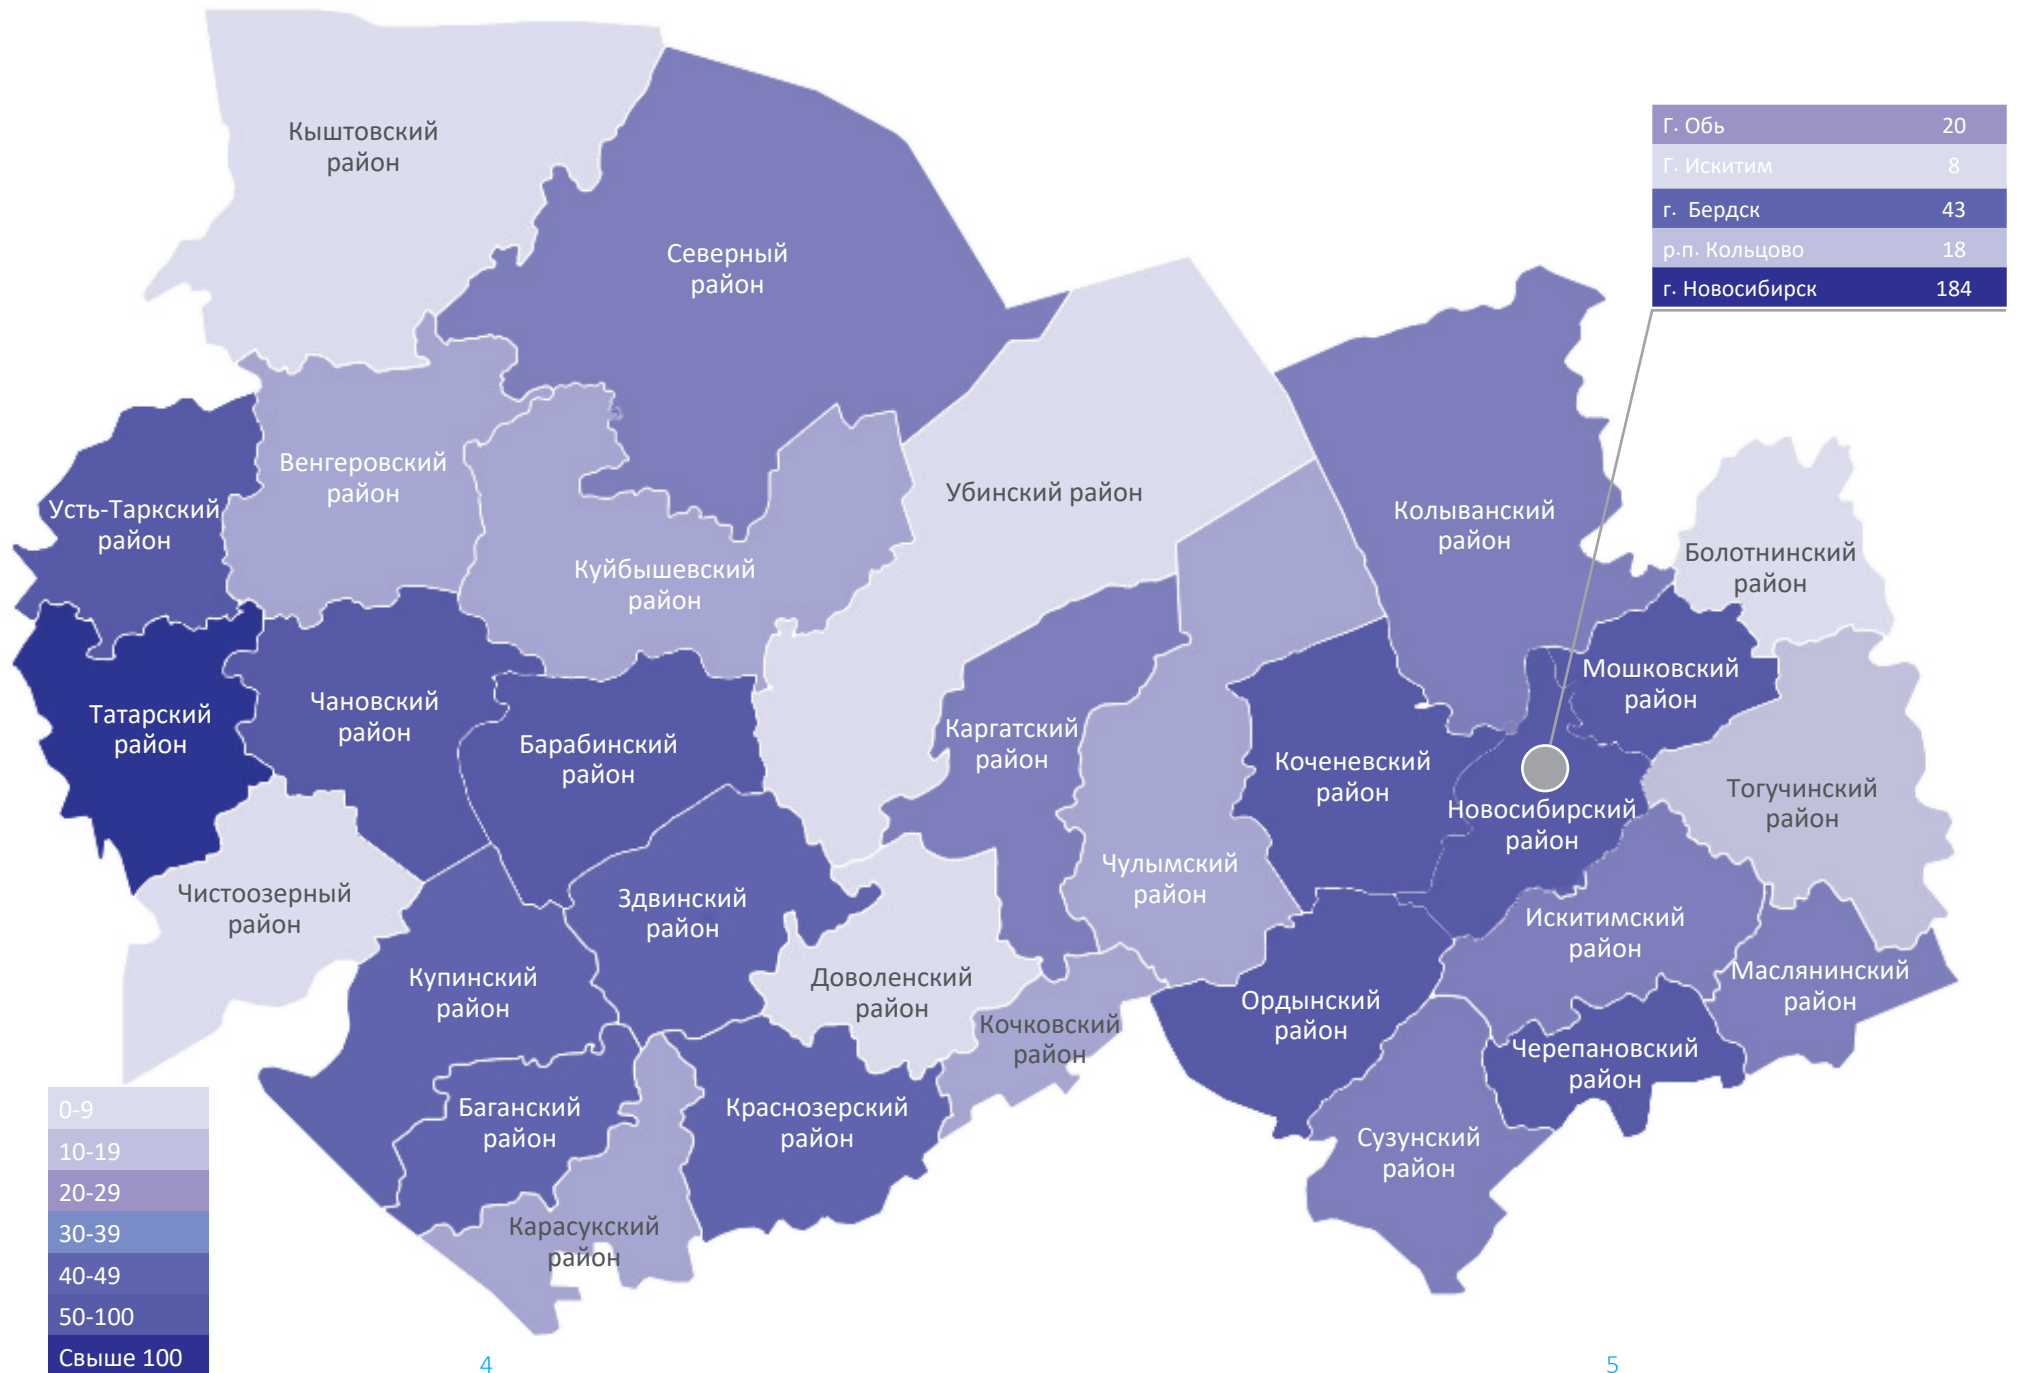 Кыштовский
район
Г. Обь 20
Г. Искитим 8
г. Бердск 43
р.п. Кольцово 18
г. Новосибирск 184
Северный
район
Венгеровский
район
Убинский район
Усть-Таркский
район
Колыванский
район
Болотнинский
район
Куйбышевский
район
Мошковский
район
Чановский
район
Татарский
район
Каргатский
район
Барабинский
район
Коченевский
район
Тогучинский
район
Новосибирский
район
Чулымский
район
Чистоозерный
район
Здвинский
район
Искитимский
район
Маслянинский
район
Купинский
район
Доволенский
район
Ордынский
район
Кочковский
район
Черепановский
район
Баганский
район
Краснозерский
район
Сузунский
район
Карасукский
район
0-9
10-19
20-29
30-39
40-49
50-100
Свыше 100
4
5